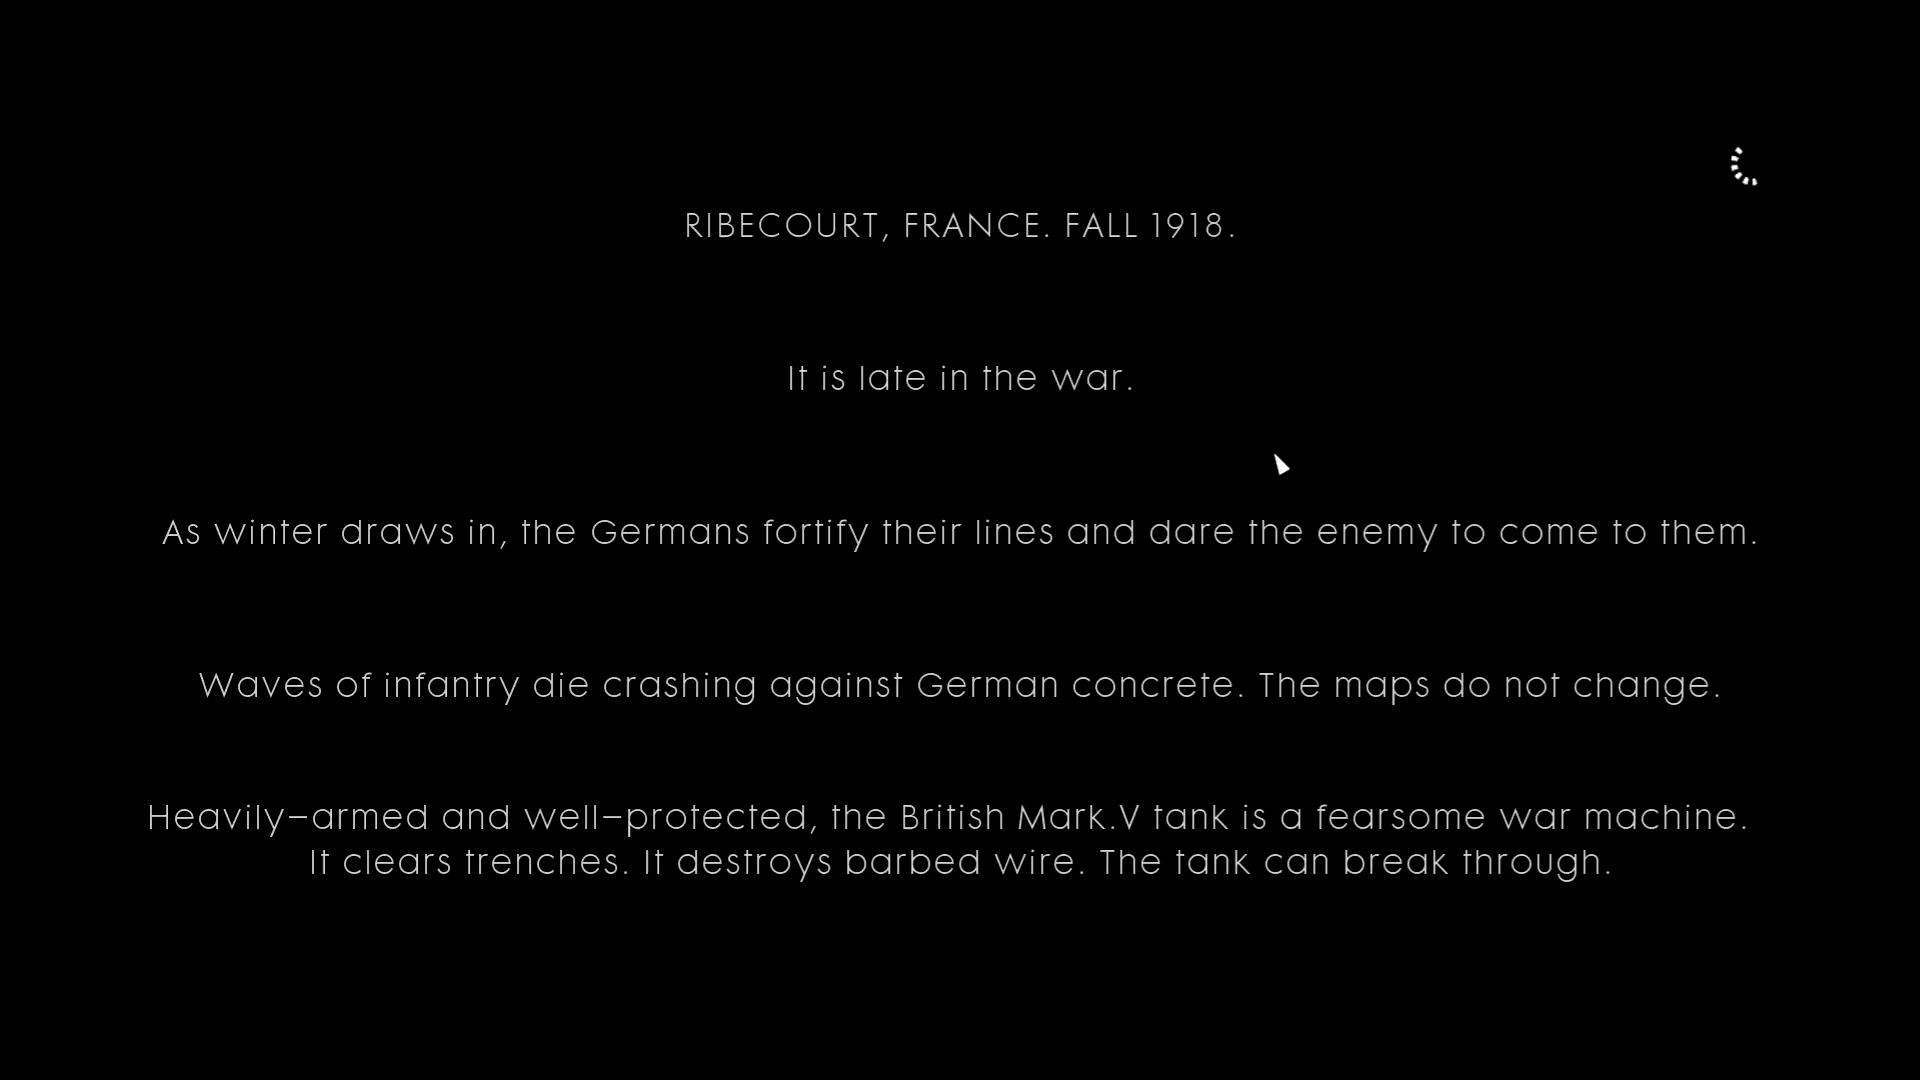 RIBECOURT, FRANCE. FALL 1918.
It is late in the war.
As winter draws in, the Germans fortify their lines and dare the enemy to come to them.
Waves of infantry die crashing against German concrete. The maps do not change.
Heavily-armed and well-protected, the British Mark.V tank is a fearsome war machine.
It clears trenches. It destroys barbed wire. The tank can break through.